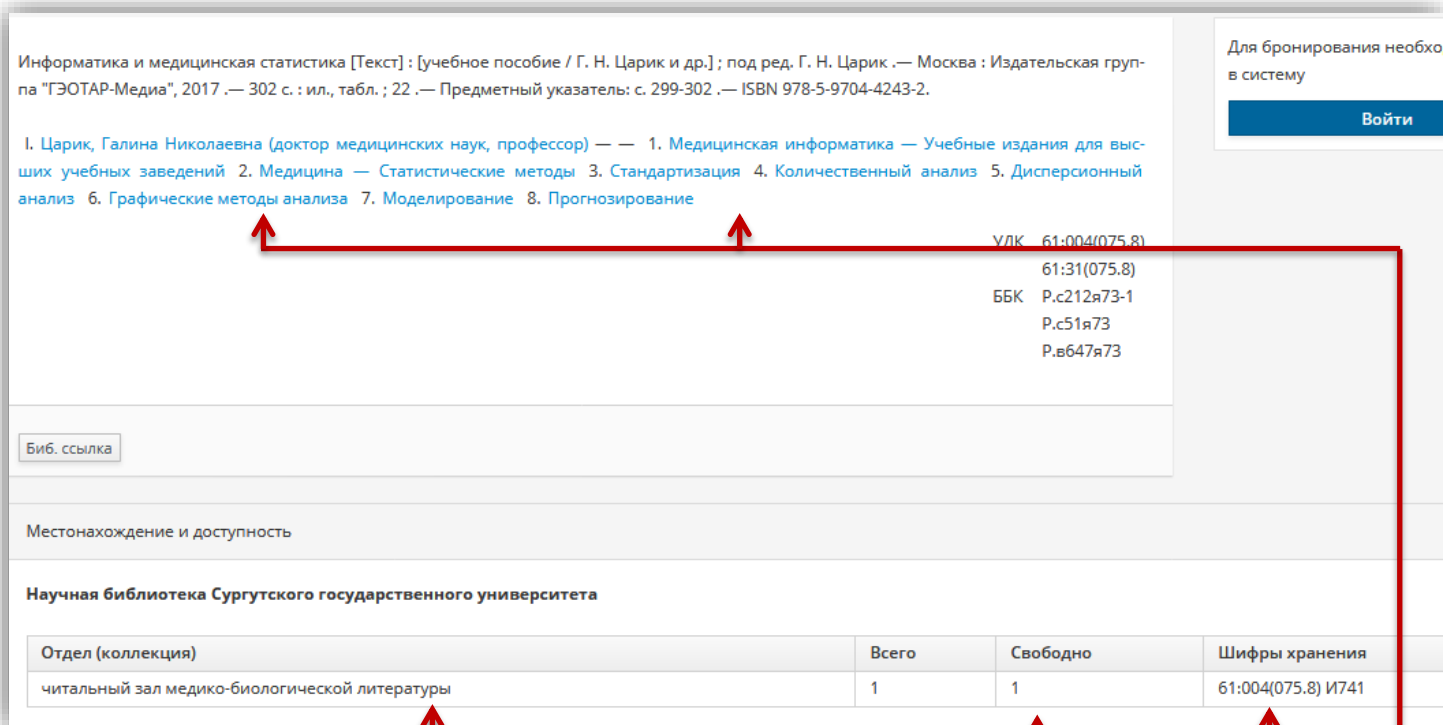 Информатика и медицинская статистика [Текст] : [учебное пособие / Г. Н. Царик и др.] ; под ред. Г. Н. Царик .— Москва : Издательская груп-
па "ГЭОТАР-Медиа", 2017 .— 302 с. : ил., табл. ; 22 .— Предметный указатель: с. 299-302 .— ISBN 978-5-9704-4243-2.
I. Царик, Галина Николаевна (доктор медицинских наук, профессор) — — 1. Медицинская информатика — Учебные издания для выс-
ших учебных заведений 2. Медицина — Статистические методы 3. Стандартизация 4. Количественный анализ 5. Дисперсионный
анализ 6. Графические методы анализа 7. Моделирование 8. Прогнозирование
УДК 61:004(075.8)
61:31(075.8)
ББК Р.с212я73-1
Р.с51я73
Р.в647я73
Для бронирования необхо
в систему
Войти
Биб. ссылка
Местонахождение и доступность
Научная библиотека Сургутского государственного университета
Отдел (коллекция) Всего Свободно Шифры хранения
читальный зал медико-биологической литературы 1 1 61:004(075.8) И741